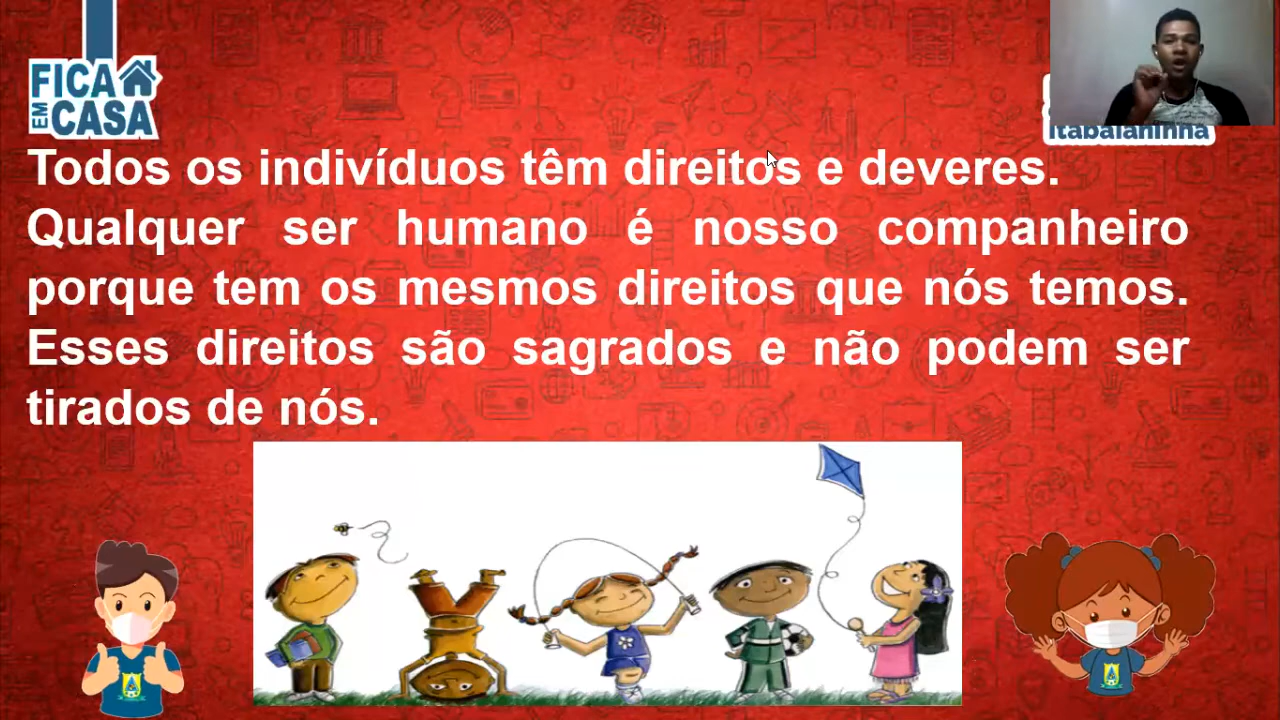 FICA
EM
CASA
Itabaianinha
Todos os indivíduos têm direitos e deveres.
Qualquer ser humano é nosso companheiro
porque tem os mesmos direitos que nós temos.
Esses direitos são sagrados e não podem ser
tirados de nós.